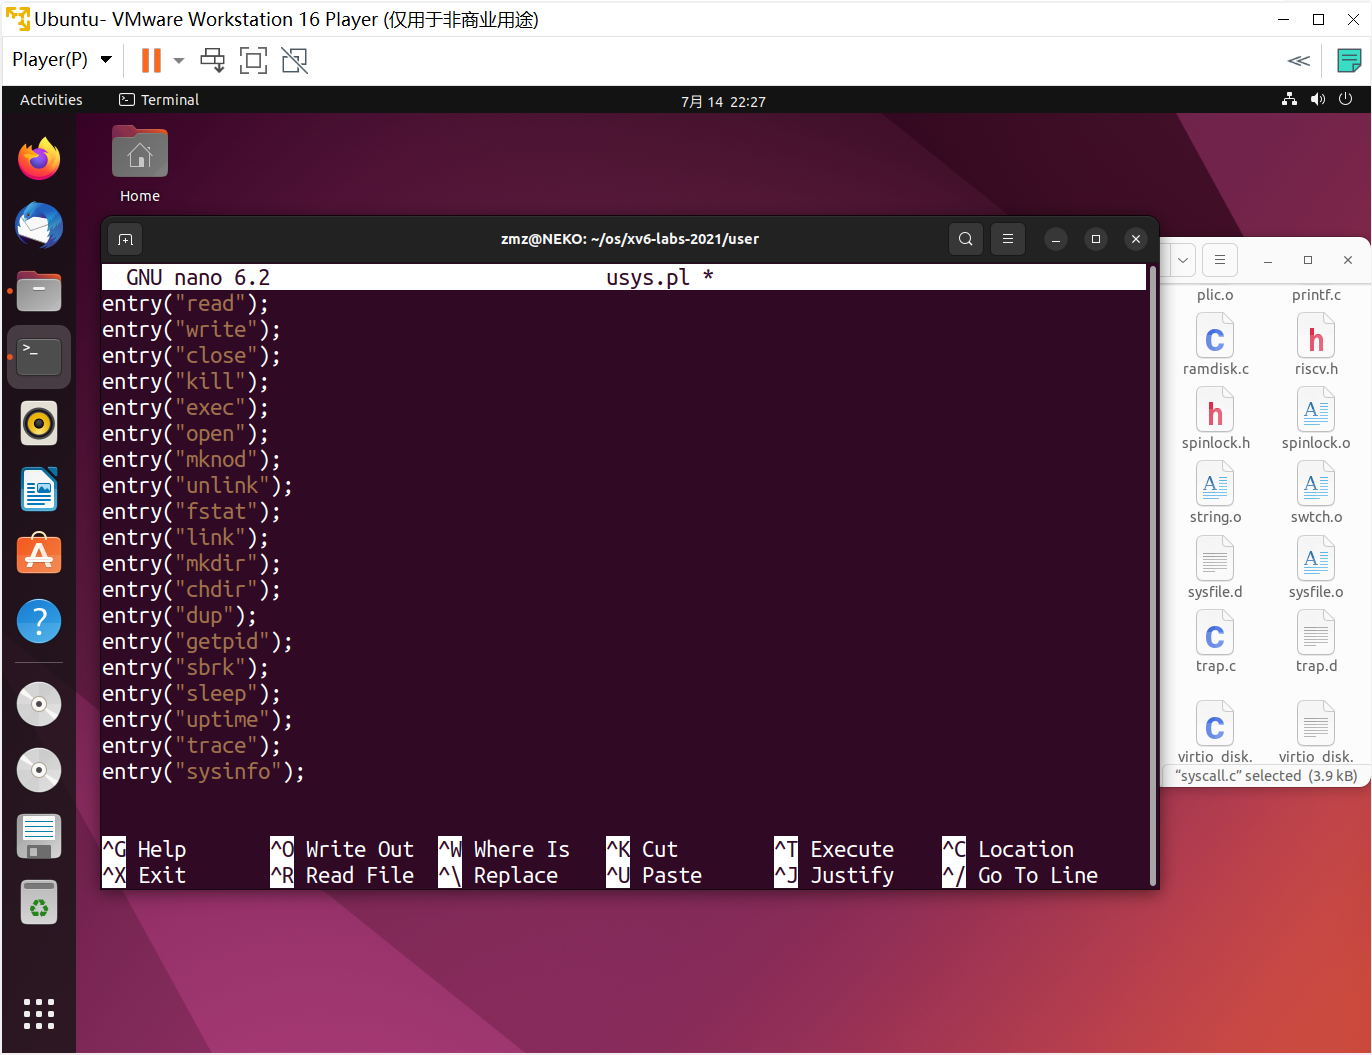 Ubuntu- VMware Workstation 16 Player (仅用于非商业用途)
Player(P)
Activities
Terminal
7月 14 22:27
Home
zmz@NEKO: ~/os/xv6-labs-2021/user
GNU nano 6.2
usys.pl *
entry("read");
entry("write");
entry("close");
entry("kill");
entry("exec");
entry("open");
entry("mknod");
entry("unlink");
entry("fstat");
entry("link");
entry("mkdir");
entry("chdir");
entry("dup");
entry("getpid");
entry("sbrk");
entry("sleep");
entry("uptime");
entry("trace");
entry("sysinfo");
^G Help ^O Write Out ^W Where Is ^K Cut ^T Execute ^C Location
^X Exit ^R Read File ^\ Replace ^U Paste ^J Justify ^/ Go To Line
plic.o printf.c
ramdisk.c riscv.h
spinlock.h spinlock.o
string.o swtch.o
sysfile.d sysfile.o
trap.c trap.d
virtio_disk. virtio_disk.
“syscall.c” selected (3.9 kB)